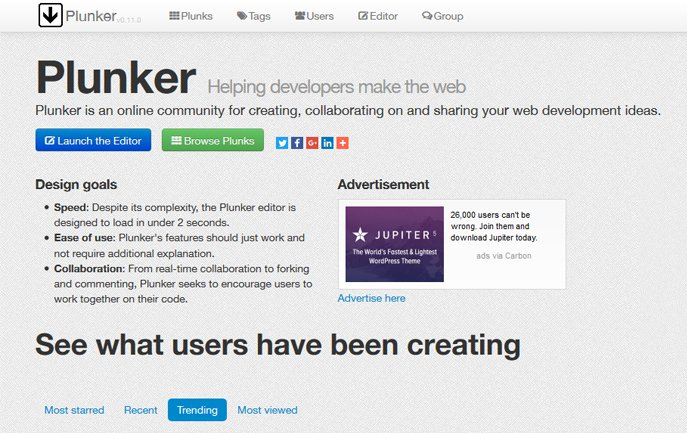 Plunker v0.11.0 Plunks Tags Users Editor Group
Plunker Helping developers make the web
Plunker is an online community for creating, collaborating on and sharing your web development ideas.
Launch the Editor Browse Plunks
Design goals
Speed: Despite its complexity, the Plunker editor is
designed to load in under 2 seconds.
Ease of use: Plunker's features should just work and
not require additional explanation.
Collaboration: From real-time collaboration to forking
and commenting, Plunker seeks to encourage users to
work together on their code.
Advertisement
JUPITER 5
The World's Fastest & Lightest
WordPress Theme
26,000 users can't be
wrong. Join them and
download Jupiter today.
ads via Carbon
Advertise here
See what users have been creating
Most starred Recent Trending Most viewed